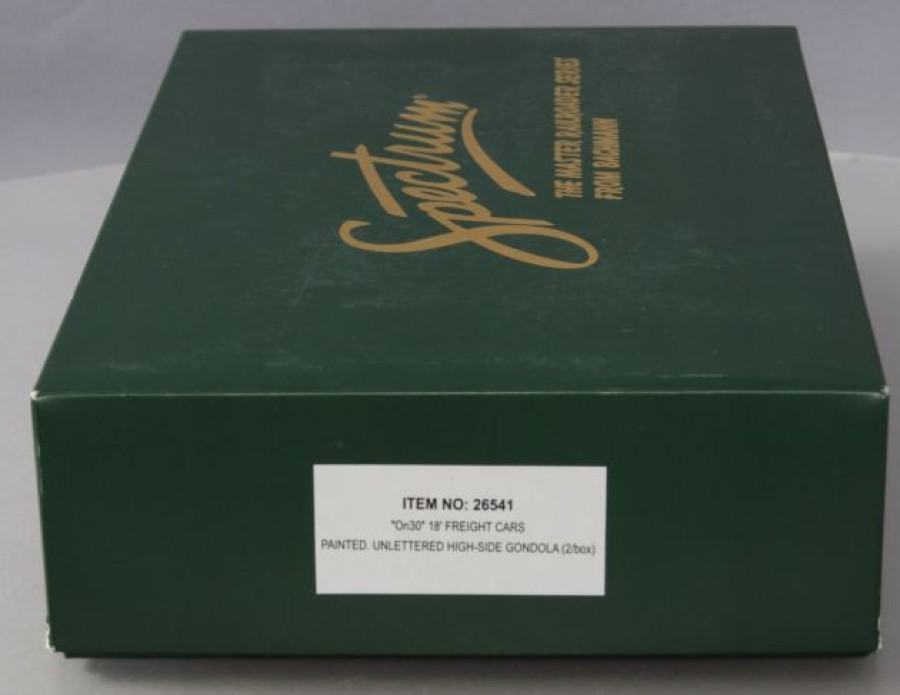 Spectrum®
THE MASTER RAILROADER SERIES
FROM BACHMANN
ITEM NO: 26541
"On30" 18' FREIGHT CARS
PAINTED. UNLETTERED HIGH-SIDE GONDOLA (2/box)